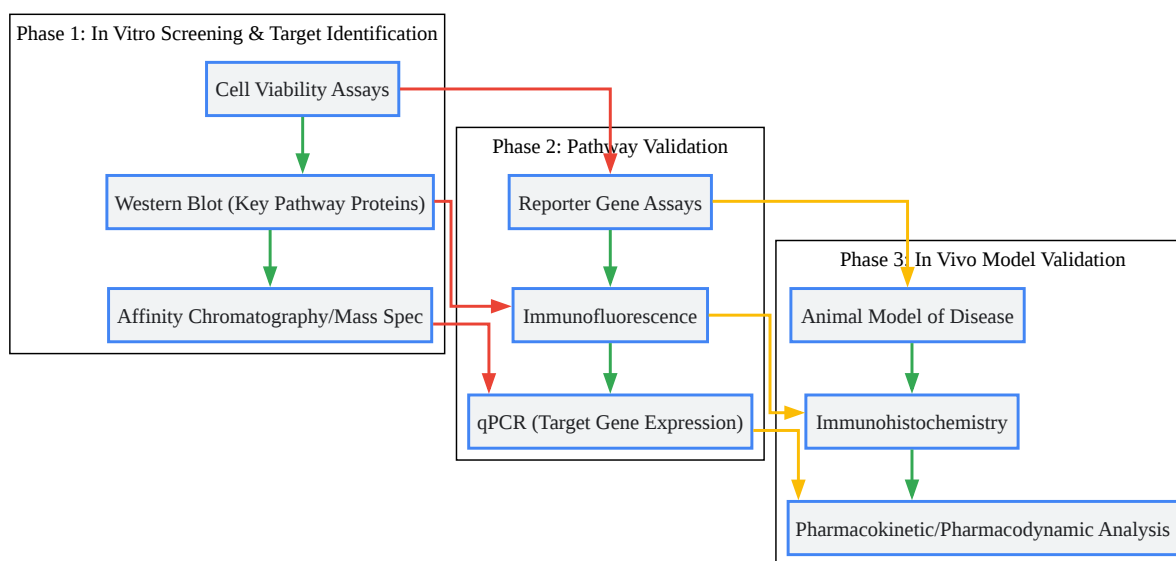 Phase 1: In Vitro Screening & Target Identification
Cell Viability Assays
Western Blot (Key Pathway Proteins)
Affinity Chromatography/Mass Spec
Phase 2: Pathway Validation
Reporter Gene Assays
Immunofluorescence
qPCR (Target Gene Expression)
Phase 3: In Vivo Model Validation
Animal Model of Disease
Immunohistochemistry
Pharmacokinetic/Pharmacodynamic Analysis